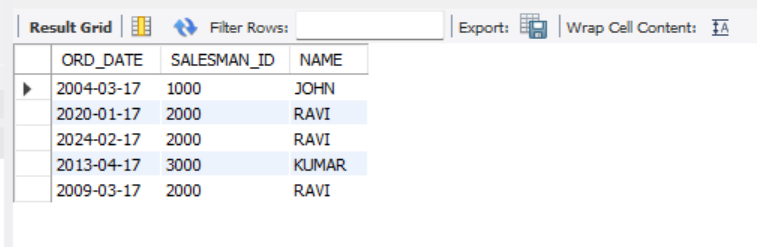 Result Grid Filter Rows: Export: Wrap Cell Content: IA
ORD_DATE SALESMAN_ID NAME
2004-03-17 1000 JOHN
2020-01-17 2000 RAVI
2024-02-17 2000 RAVI
2013-04-17 3000 KUMAR
2009-03-17 2000 RAVI